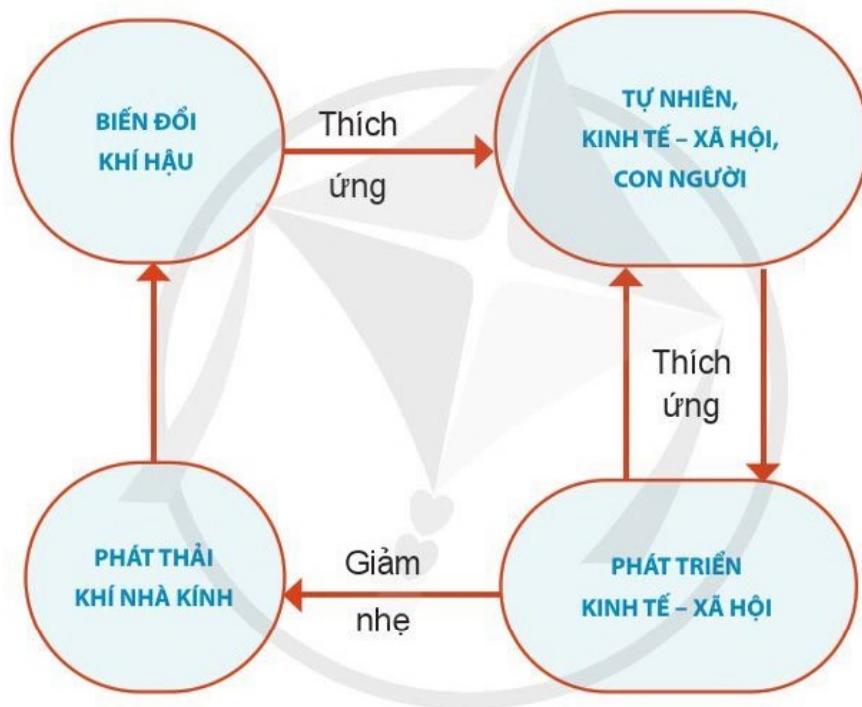 BIẾN ĐỔI
KHÍ HẬU
Thích
ứng
TỰ NHIÊN,
KINH TẾ – XÃ HỘI,
CON NGƯỜI
Thích
ứng
PHÁT THẢI
KHÍ NHÀ KÍNH
Giảm
nhẹ
PHÁT TRIỂN
KINH TẾ – XÃ HỘI